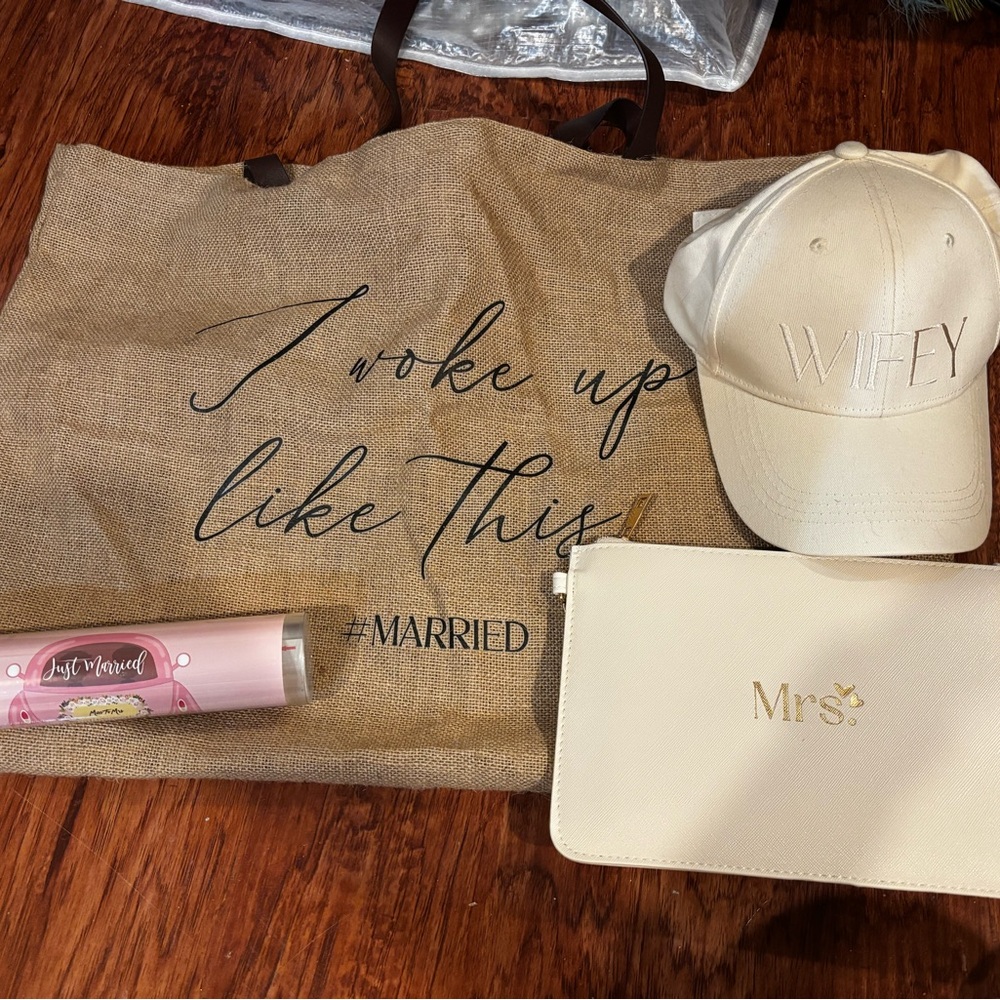 I woke up
like this
#MARRIED
WIFEY
Mrs.
Just Married